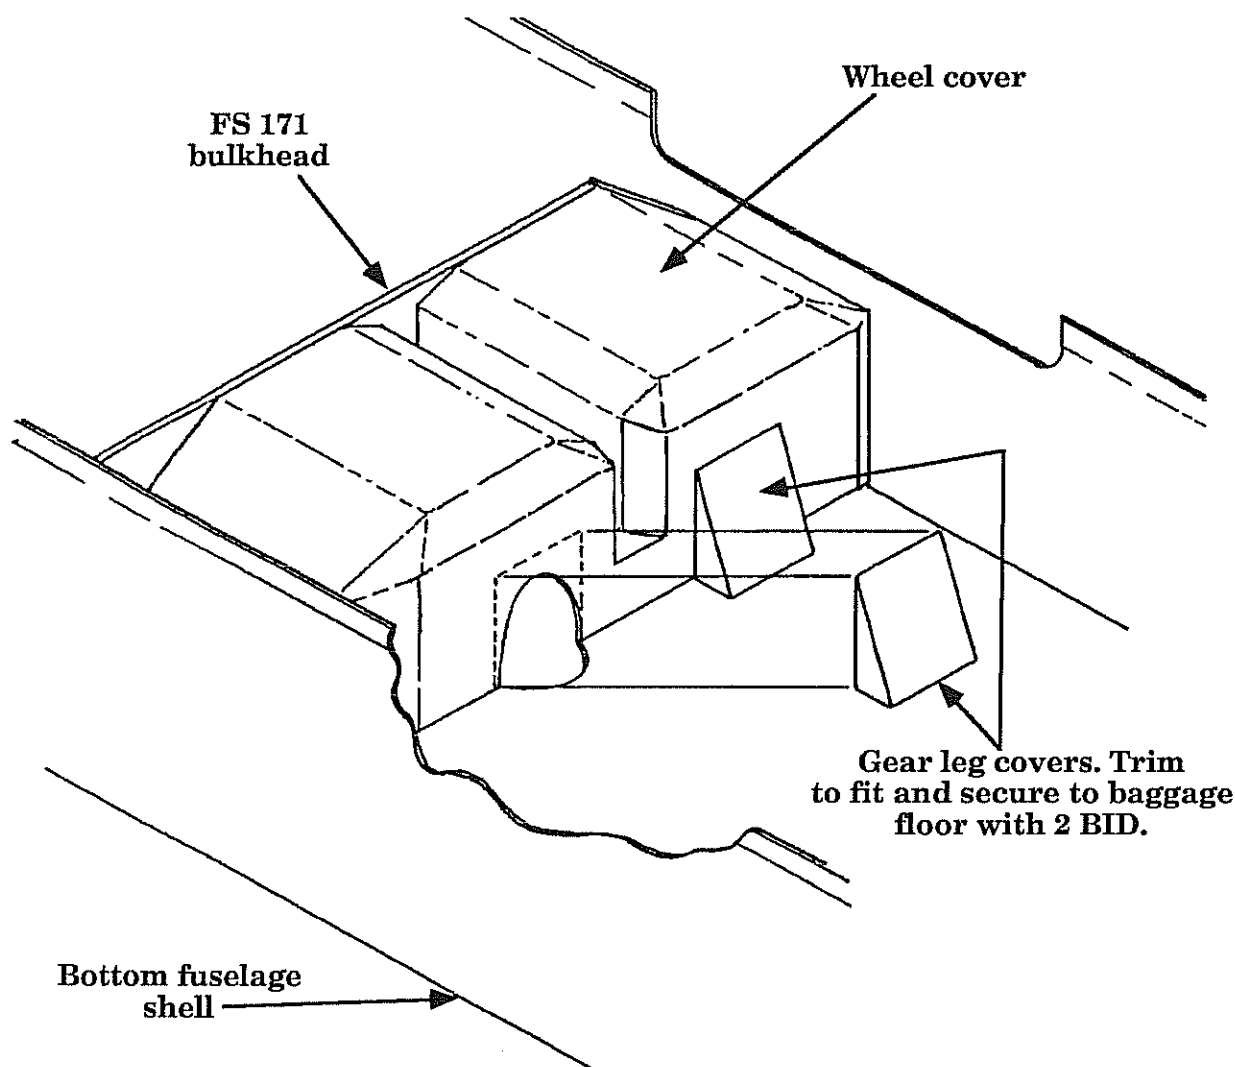 Wheel cover
FS 171
bulkhead
Gear leg covers. Trim
to fit and secure to baggage
floor with 2 BID.
Bottom fuselage
shell